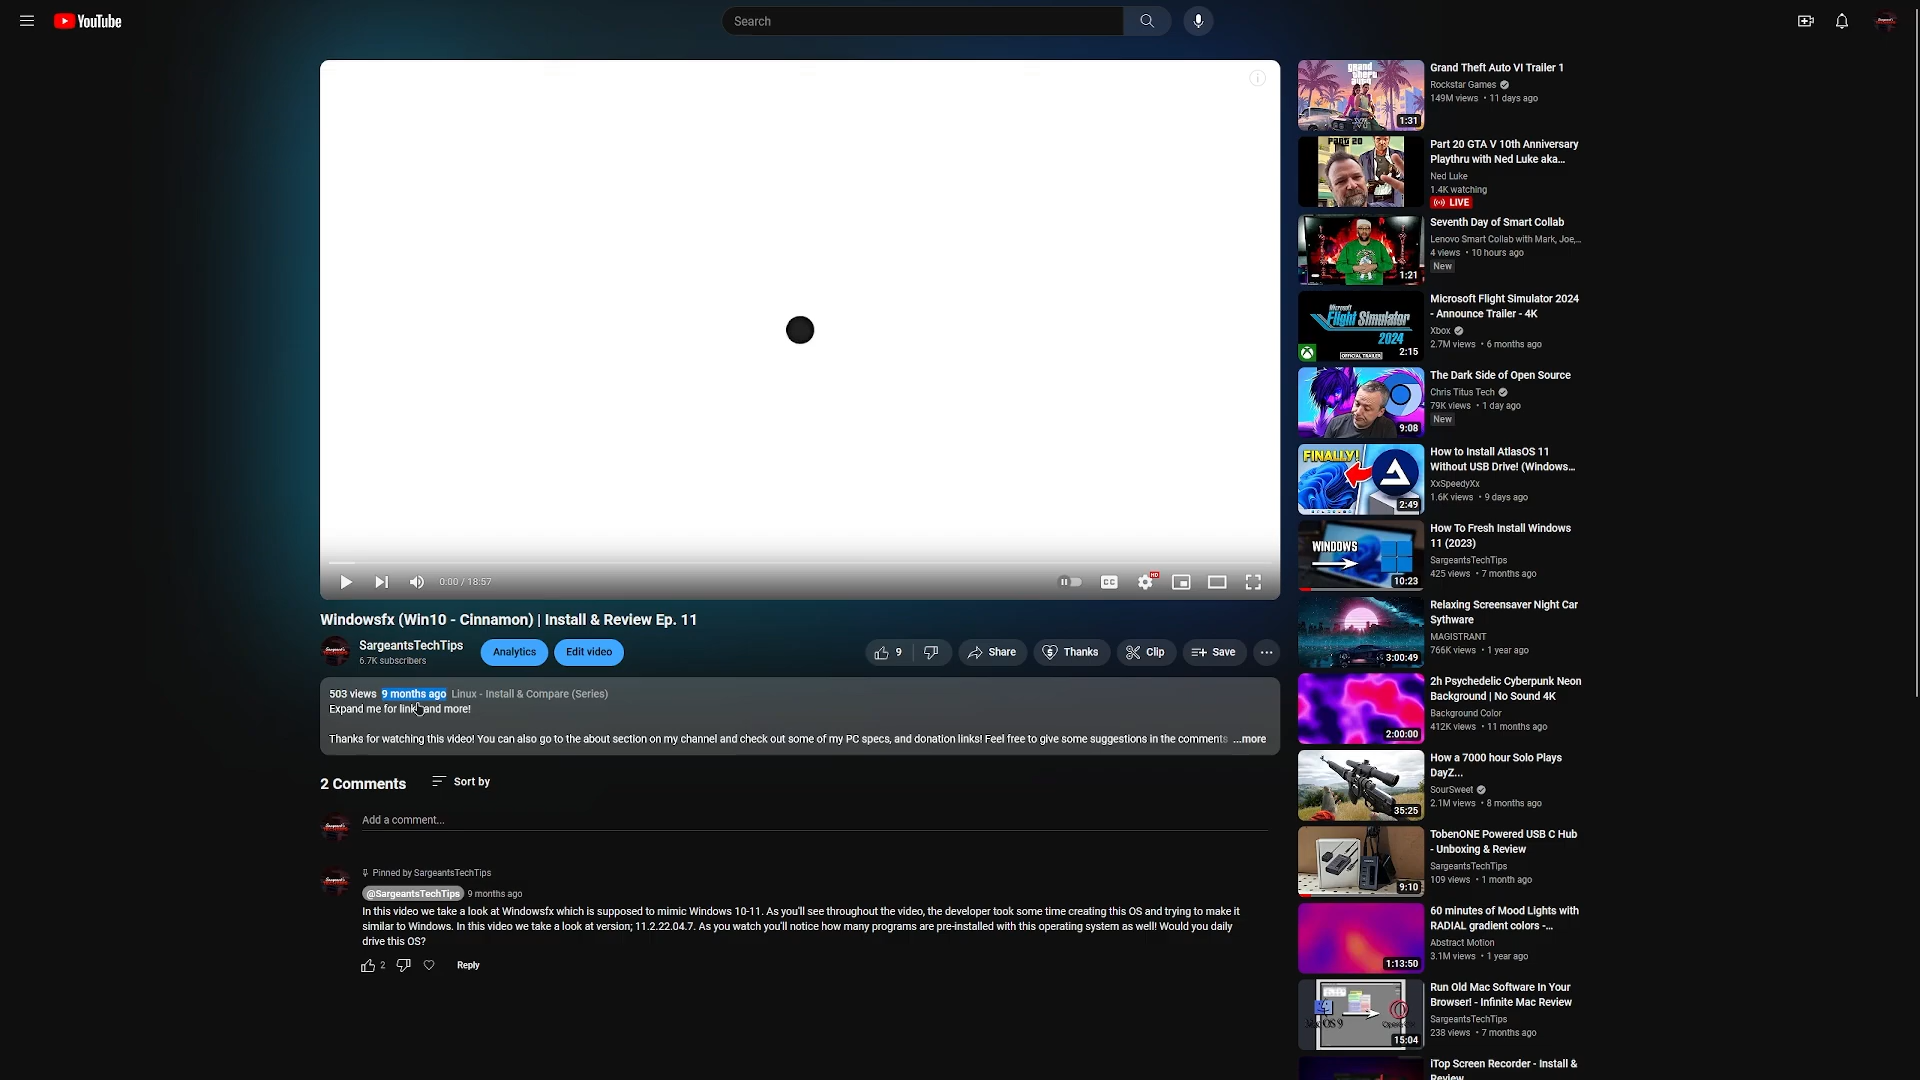 YouTube
Search
Windowsfx (Win10 - Cinnamon) | Install & Review Ep. 11
0:00 / 18:57
CC
HD
SargeantsTechTips
6.7K subscribers
Analytics
Edit video
9
Share
Thanks
Clip
Save
503 views 9 months ago Linux - Install & Compare (Series)
Expand me for link and more!
Thanks for watching this video! You can also go to the about section on my channel and check out some of my PC specs, and donation links! Feel free to give some suggestions in the comments ...more
2 Comments
Sort by
Add a comment...
Pinned by SargeantsTechTips
@SargeantsTechTips 9 months ago
In this video we take a look at Windowsfx which is supposed to mimic Windows 10-11. As you'll see throughout the video, the developer took some time creating this OS and trying to make it
similar to Windows. In this video we take a look at version; 11.2.22.04.7. As you watch you'll notice how many programs are pre-installed with this operating system as well! Would you daily
drive this OS?
2
Reply
grand theft auto VI
1:31
Grand Theft Auto VI Trailer 1
Rockstar Games
149M views • 11 days ago
PART 20
Part 20 GTA V 10th Anniversary
Playthru with Ned Luke aka...
Ned Luke
1.4K watching
LIVE
1:21
Seventh Day of Smart Collab
Lenovo Smart Collab with Mark, Joe,...
4 views • 10 hours ago
New
Microsoft
Flight Simulator
2024
OFFICIAL TRAILER
2:15
Microsoft Flight Simulator 2024
- Announce Trailer - 4K
Xbox
2.7M views • 6 months ago
9:08
The Dark Side of Open Source
Chris Titus Tech
79K views • 1 day ago
New
FINALLY!
2:49
How to Install AtlasOS 11
Without USB Drive! (Windows...
XxSpeedyXx
1.6K views • 9 days ago
WINDOWS
10:23
How To Fresh Install Windows
11 (2023)
SargeantsTechTips
425 views • 7 months ago
3:00:49
Relaxing Screensaver Night Car
Sythware
MAGISTRANT
766K views • 1 year ago
2:00:00
2h Psychedelic Cyberpunk Neon
Background | No Sound 4K
Background Color
412K views • 11 months ago
35:25
How a 7000 hour Solo Plays
DayZ...
SourSweet
2.1M views • 8 months ago
9:10
TobenONE Powered USB C Hub
- Unboxing & Review
SargeantsTechTips
109 views • 1 month ago
1:13:50
60 minutes of Mood Lights with
RADIAL gradient colors -...
Abstract Motion
3.1M views • 1 year ago
15:04
Run Old Mac Software In Your
Browser! - Infinite Mac Review
SargeantsTechTips
238 views • 7 months ago
iTop Screen Recorder - Install &
Review